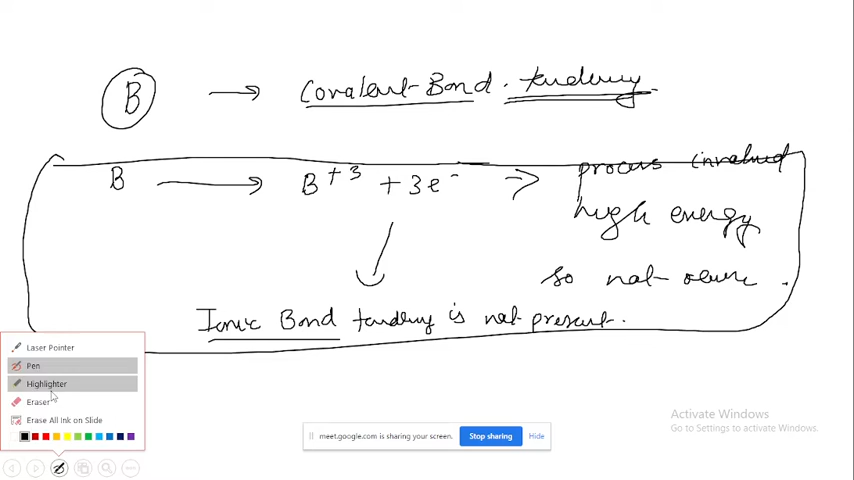 B → Covalent Bond. tendency
B → B+3 + 3e- ⇒ process involved
high energy
so not occure.
Ionic Bond tendency is not present.
Laser Pointer
Pen
Highlighter
Eraser
Erase All Ink on Slide
Activate Windows
Go to Settings to activate Windows.
meet.google.com is sharing your screen. Stop sharing Hide